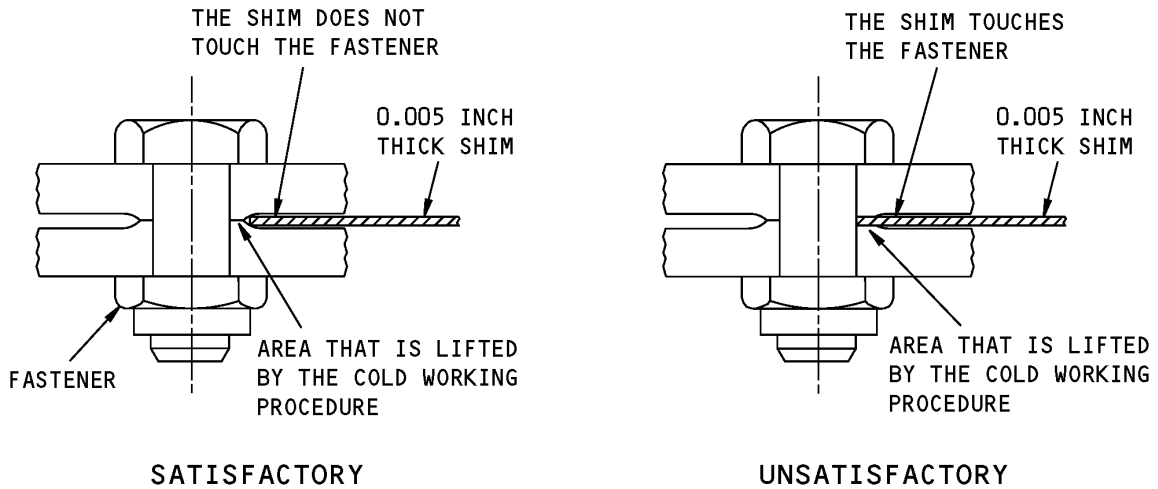 THE SHIM DOES NOT
TOUCH THE FASTENER
0.005 INCH
THICK SHIM
FASTENER
AREA THAT IS LIFTED
BY THE COLD WORKING
PROCEDURE
SATISFACTORY
THE SHIM TOUCHES
THE FASTENER
0.005 INCH
THICK SHIM
AREA THAT IS LIFTED
BY THE COLD WORKING
PROCEDURE
UNSATISFACTORY